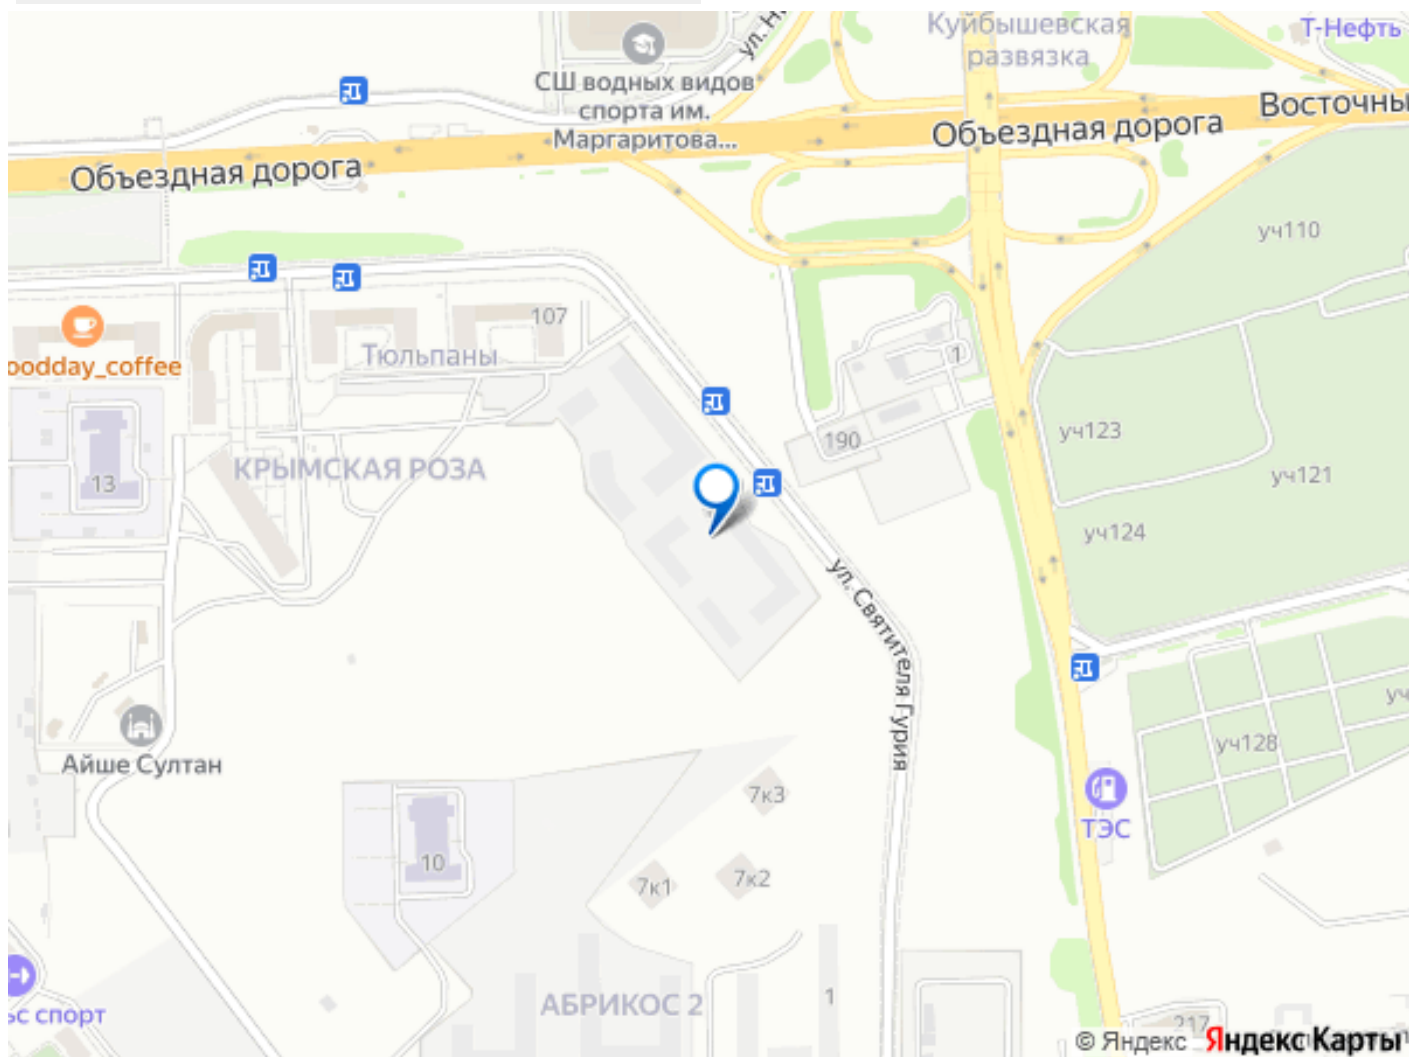 Куйбышевская
развязка
Т-Нефть
СШ водных видов
спорта им.
Маргаритова...
Объездная дорога
Восточны
Объездная дорога
уч110
107
Тюльпаны
oodday_coffee
1
190
уч123
КРЫМСКАЯ РОЗА
13
уч121
уч124
ул. Святителя Гурия
Айше Султан
уч128
7к3
ТЭС
10
7к1
7к2
АБРИКОС 2
1
ьс спорт
217
© Яндекс Яндекс Карты